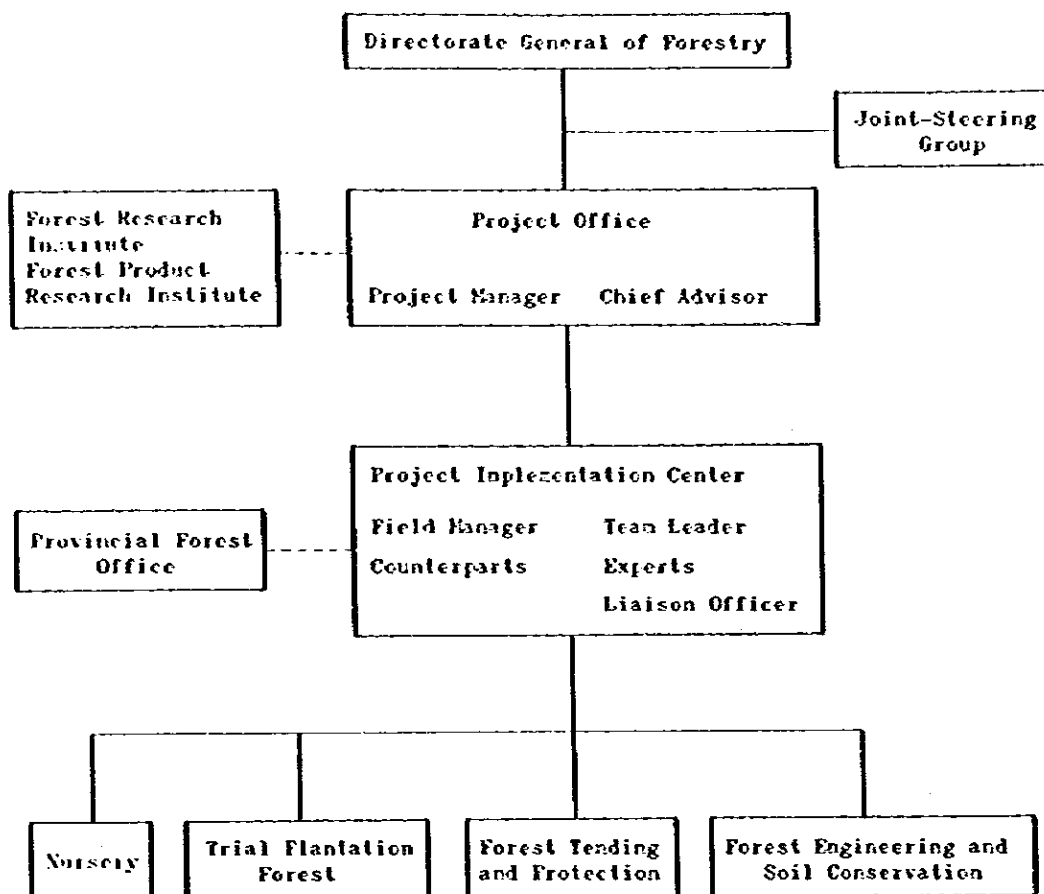 Directorate General of Forestry
Joint-Steering
Group
Forest Research
Institute
Forest Product
Research Institute
Project Office
Project Manager Chief Advisor
Project Inplementation Center
Field Manager Team Leader
Counterparts Experts
Liaison Officer
Provincial Forest
Office
Nursery
Trial Plantation
Forest
Forest Tending
and Protection
Forest Engineering and
Soil Conservation